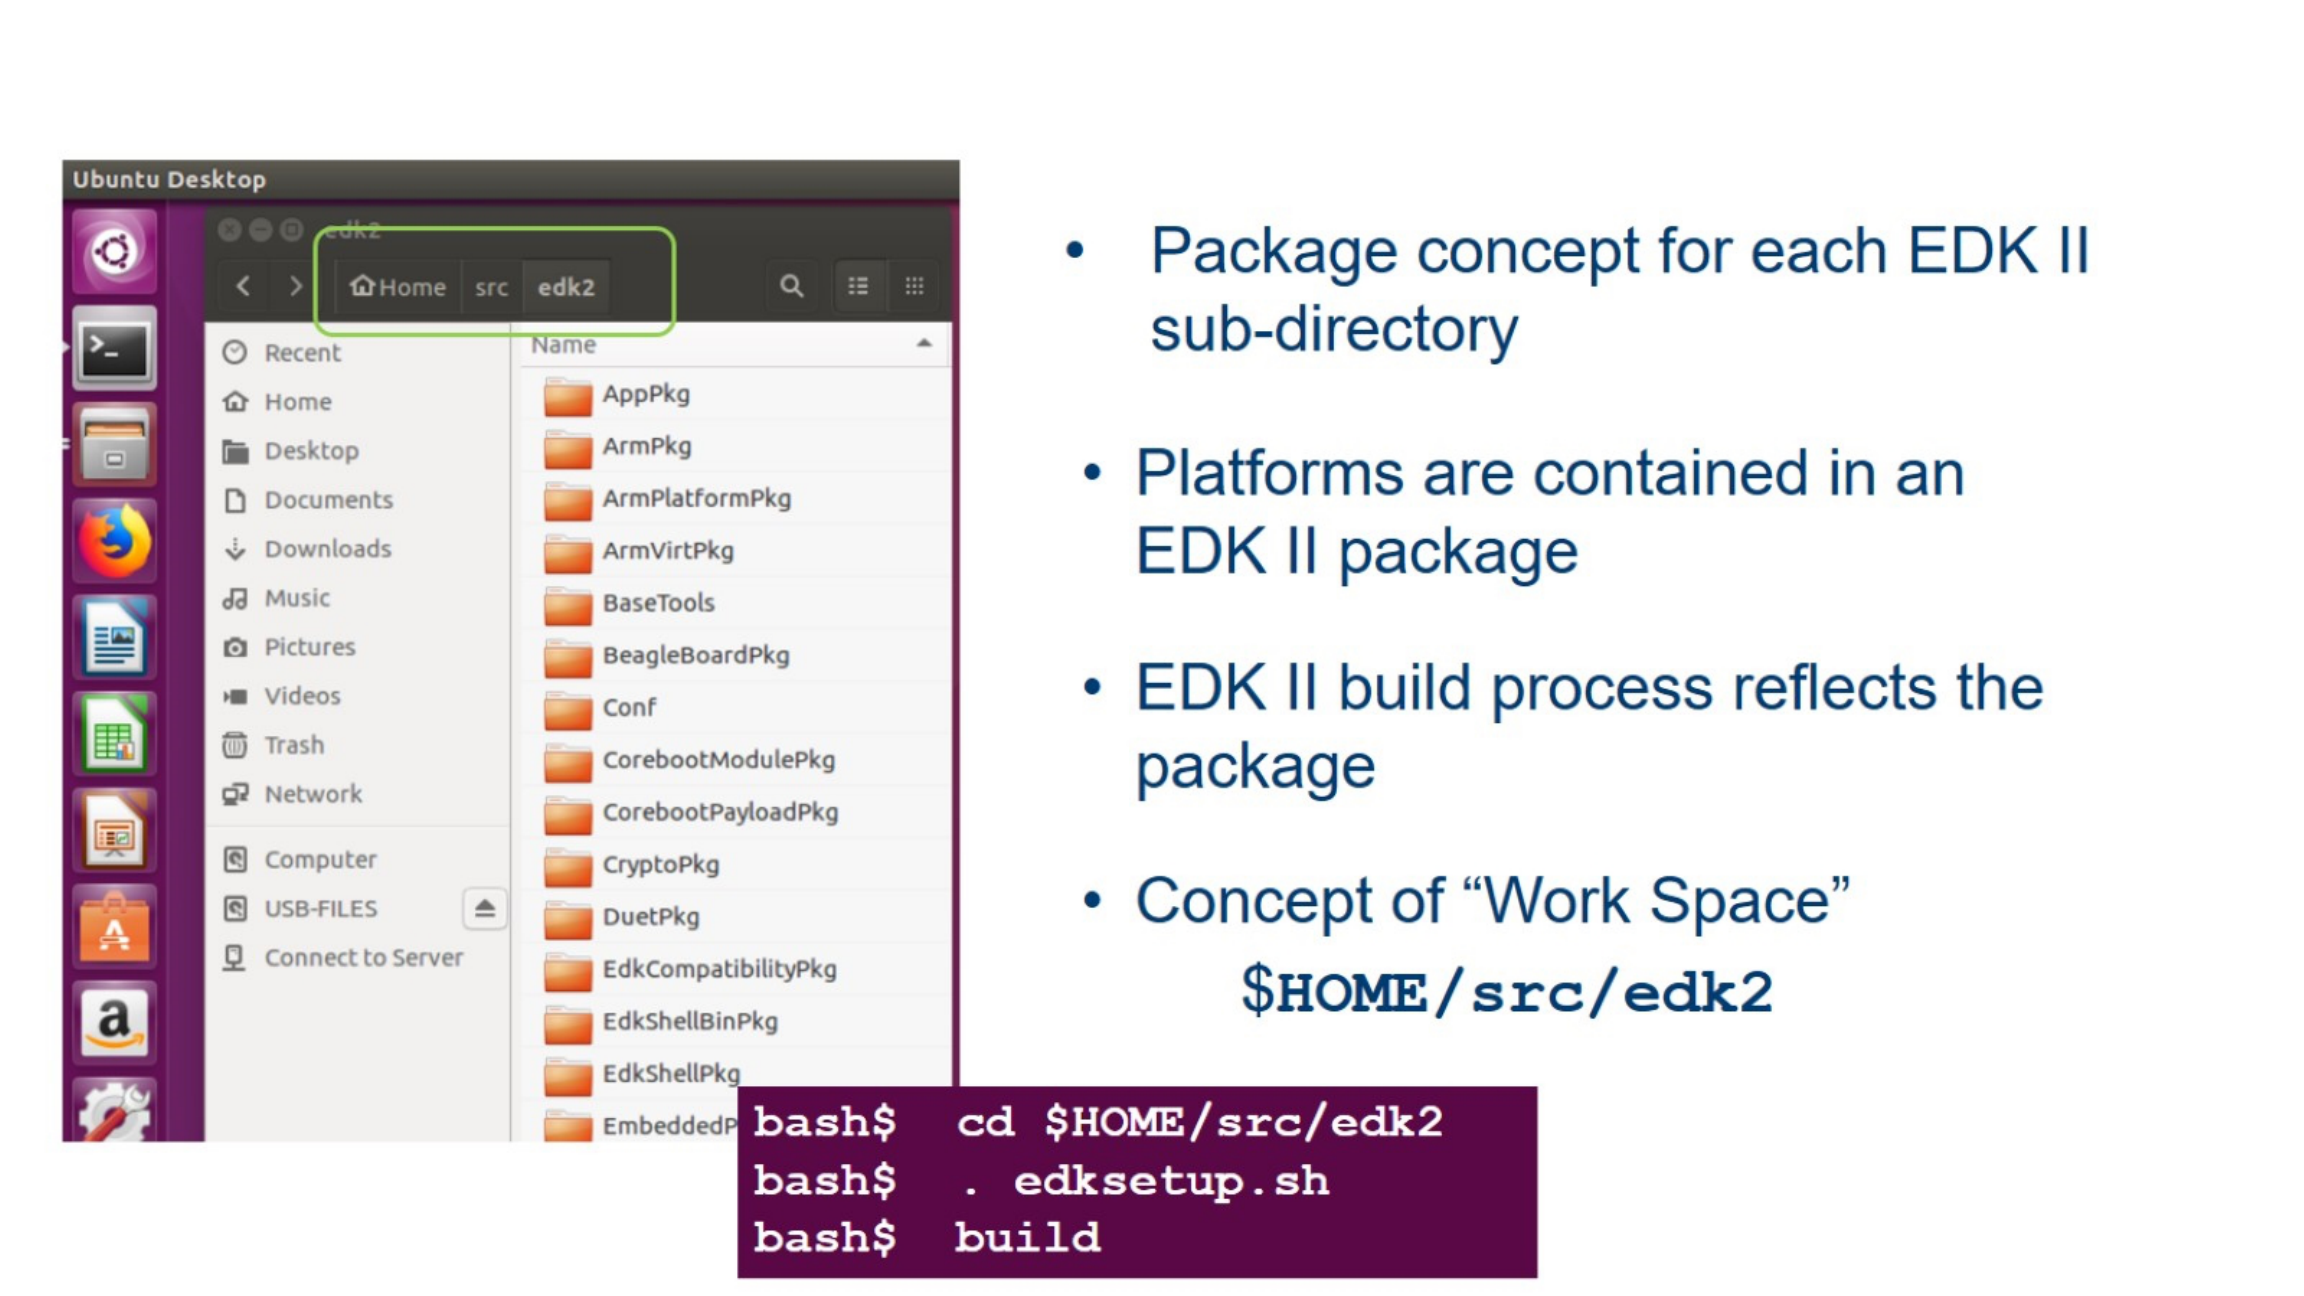 Ubuntu Desktop
edk2
Home src edk2
Recent
Home
Desktop
Documents
Downloads
Music
Pictures
Videos
Trash
Network
Computer
USB-FILES
Connect to Server
Name
AppPkg
ArmPkg
ArmPlatformPkg
ArmVirtPkg
BaseTools
BeagleBoardPkg
Conf
CorebootModulePkg
CorebootPayloadPkg
CryptoPkg
DuetPkg
EdkCompatibilityPkg
EdkShellBinPkg
EdkShellPkg
EmbeddedP
• Package concept for each EDK II
sub-directory
• Platforms are contained in an
EDK II package
• EDK II build process reflects the
package
• Concept of “Work Space”
$HOME/src/edk2
bash$ cd $HOME/src/edk2
bash$ . edksetup.sh
bash$ build